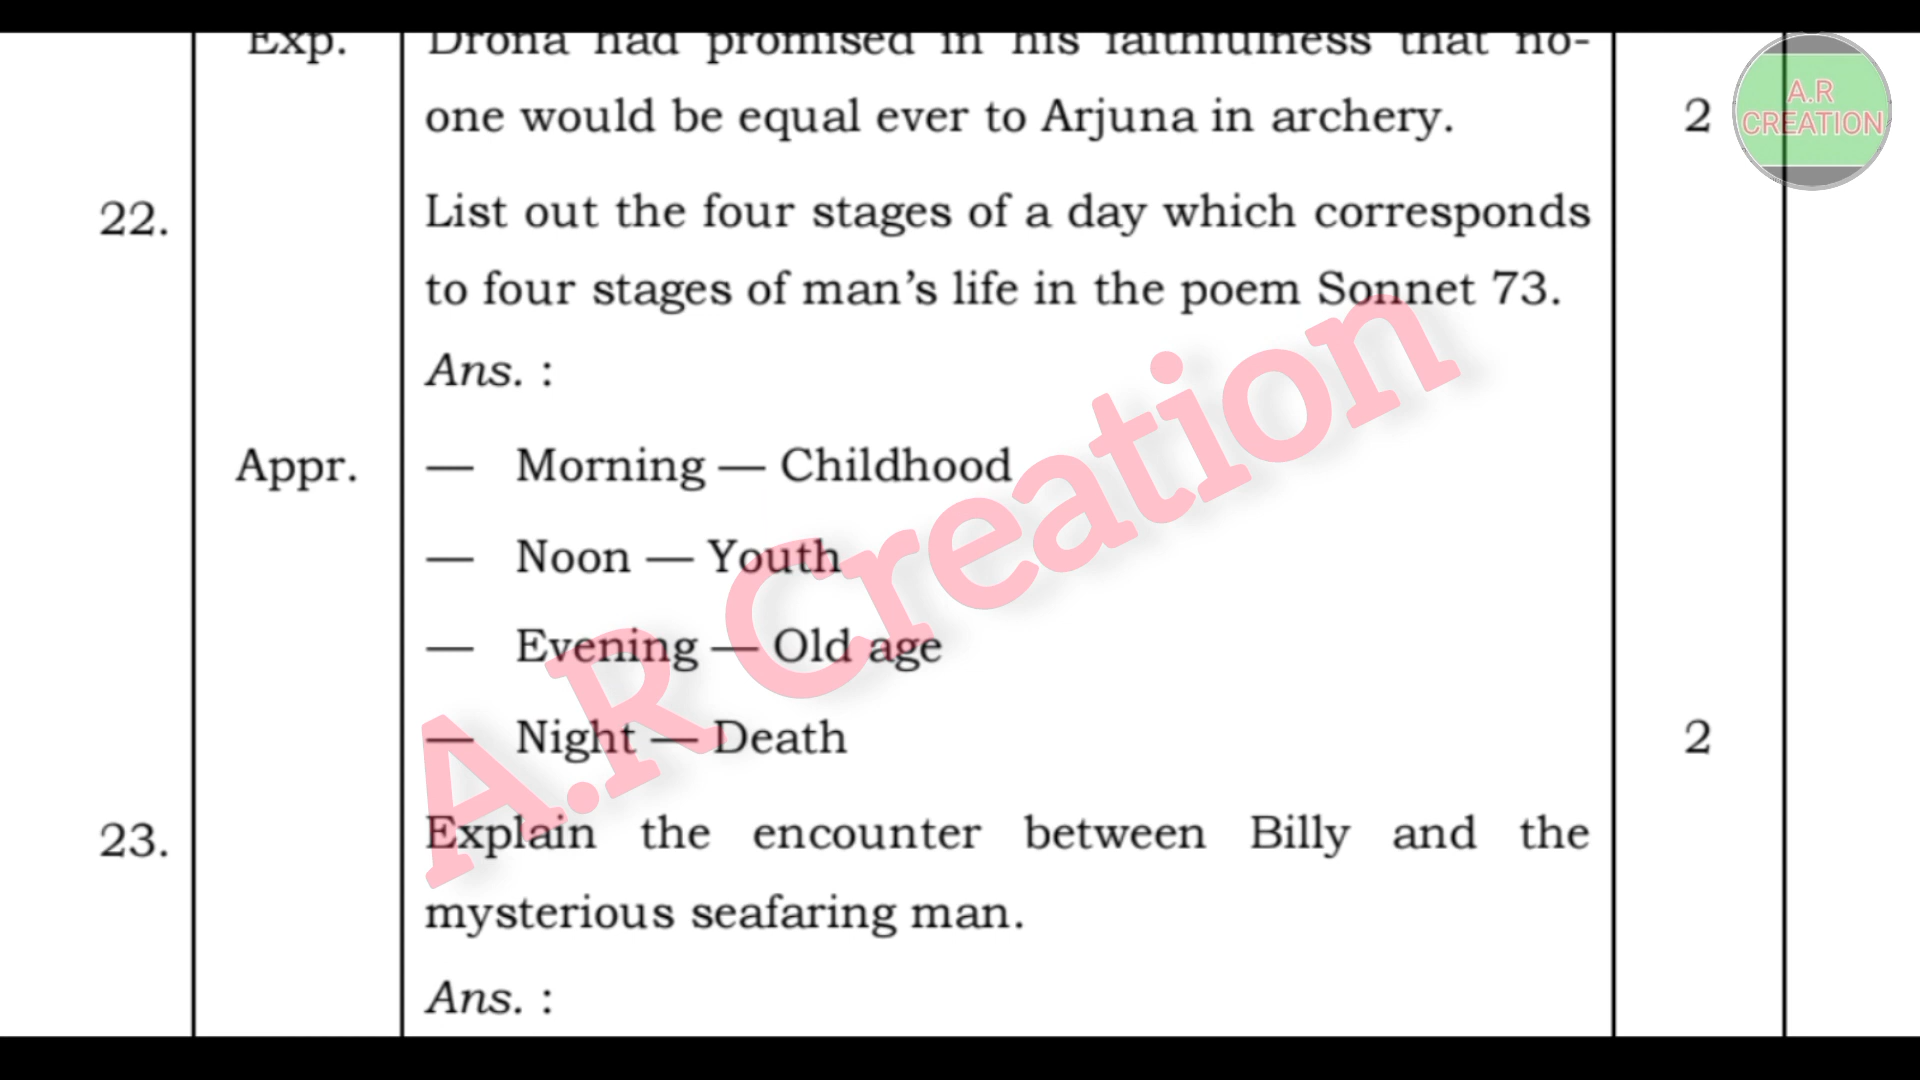 Exp. Drona had promised in his faithfulness that no-
one would be equal ever to Arjuna in archery. 2
A.R
CREATION
22. List out the four stages of a day which corresponds
to four stages of man’s life in the poem Sonnet 73.
Ans. :
Appr. — Morning — Childhood
— Noon — Youth
— Evening — Old age
— Night — Death 2
A.R Creation
23. Explain the encounter between Billy and the
mysterious seafaring man.
Ans. :